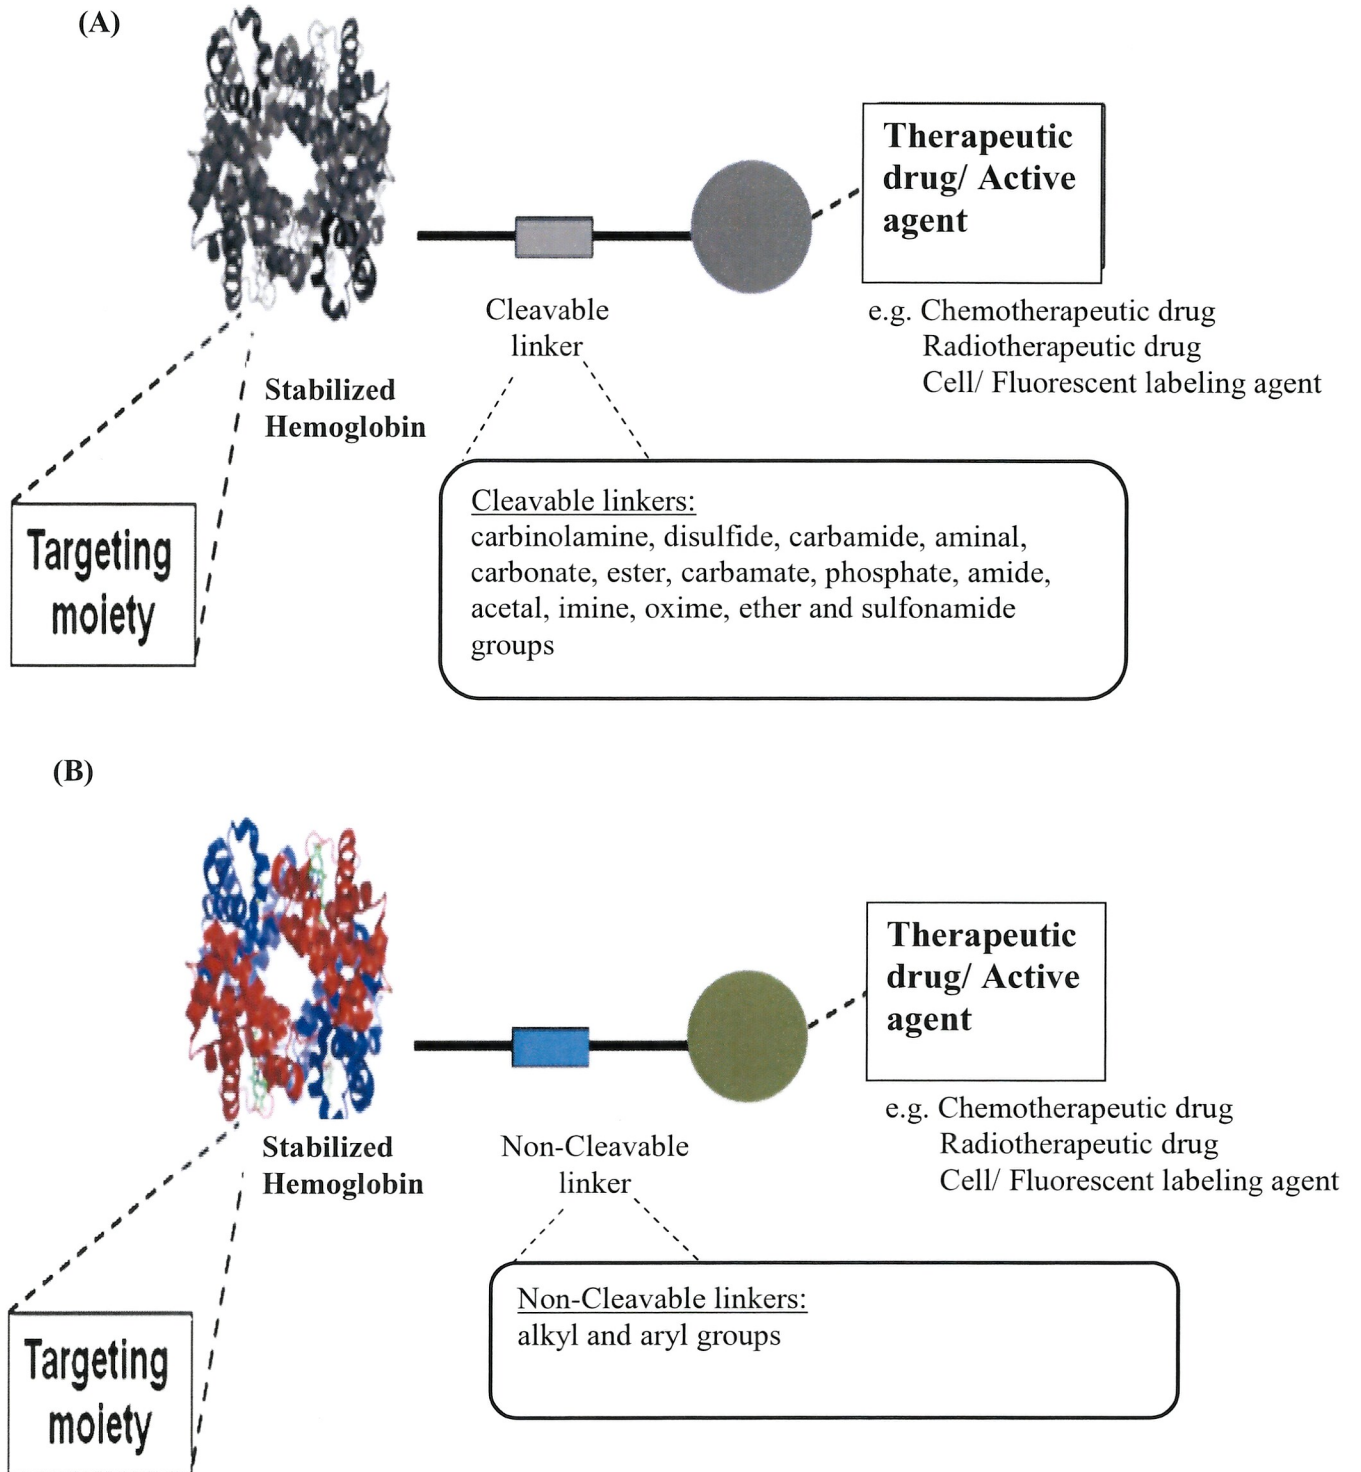 (A)
Therapeutic
drug/ Active
agent
Cleavable
linker
e.g. Chemotherapeutic drug
Radiotherapeutic drug
Cell/ Fluorescent labeling agent
Stabilized
Hemoglobin
Targeting
moiety
Cleavable linkers:
carbinolamine, disulfide, carbamide, aminal,
carbonate, ester, carbamate, phosphate, amide,
acetal, imine, oxime, ether and sulfonamide
groups
(B)
Therapeutic
drug/ Active
agent
e.g. Chemotherapeutic drug
Radiotherapeutic drug
Cell/ Fluorescent labeling agent
Stabilized
Hemoglobin
Non-Cleavable
linker
Non-Cleavable linkers:
alkyl and aryl groups
Targeting
moiety